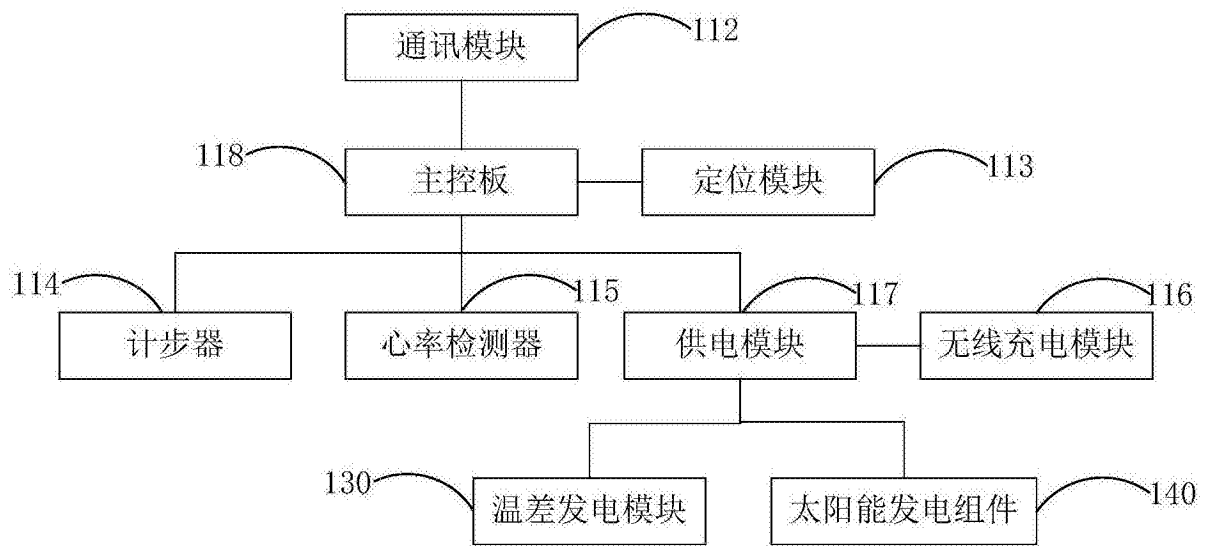 通讯模块
112
118
主控板
定位模块
113
114
115
117
116
计步器
心率检测器
供电模块
无线充电模块
130
温差发电模块
太阳能发电组件
140